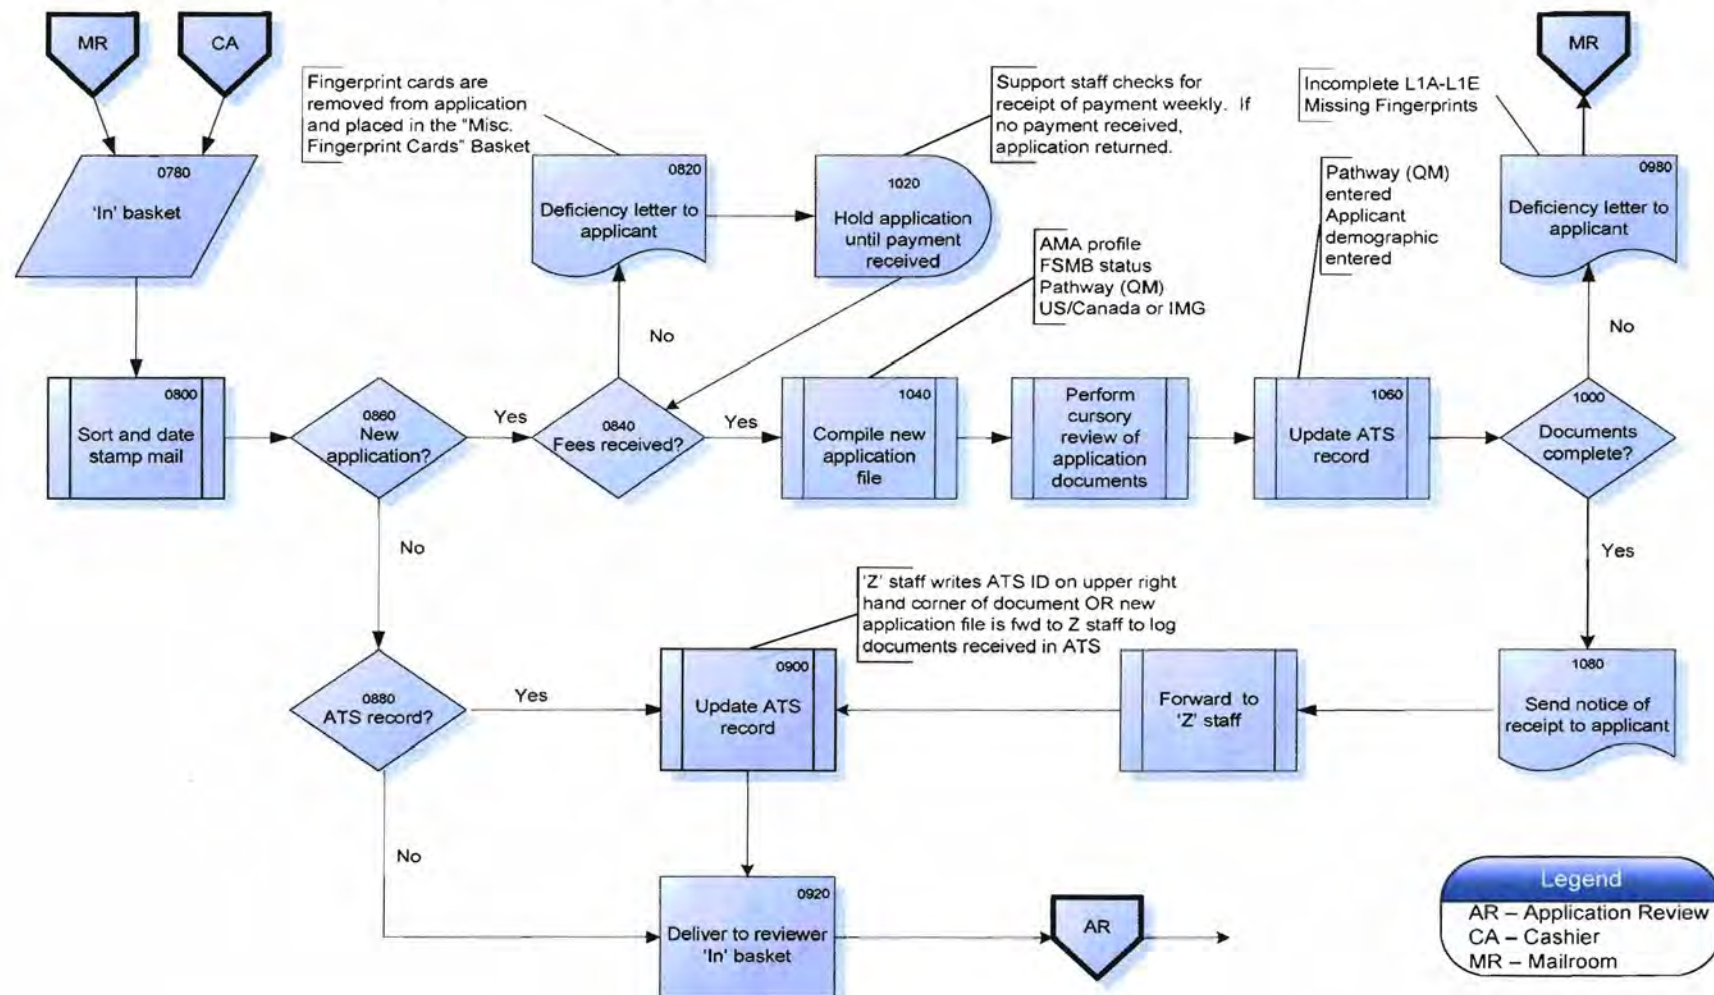 MR
CA
MR
Fingerprint cards are
removed from application
and placed in the "Misc.
Fingerprint Cards" Basket
Support staff checks for
receipt of payment weekly. If
no payment received,
application returned.
Incomplete L1A-L1E
Missing Fingerprints
0780
'In' basket
0820
Deficiency letter to
applicant
1020
Hold application
until payment
received
AMA profile
FSMB status
Pathway (QM)
US/Canada or IMG
Pathway (QM)
entered
Applicant
demographic
entered
0980
Deficiency letter to
applicant
No
No
0800
Sort and date
stamp mail
0860
New
application?
Yes
0840
Fees received?
Yes
1040
Compile new
application
file
Perform
cursory
review of
application
documents
1060
Update ATS
record
1000
Documents
complete?
No
Yes
'Z' staff writes ATS ID on upper right
hand corner of document OR new
application file is fwd to Z staff to log
documents received in ATS
0880
ATS record?
Yes
0900
Update ATS
record
Forward to
'Z' staff
1080
Send notice of
receipt to applicant
No
0920
Deliver to reviewer
'In' basket
AR
Legend
AR – Application Review
CA – Cashier
MR – Mailroom